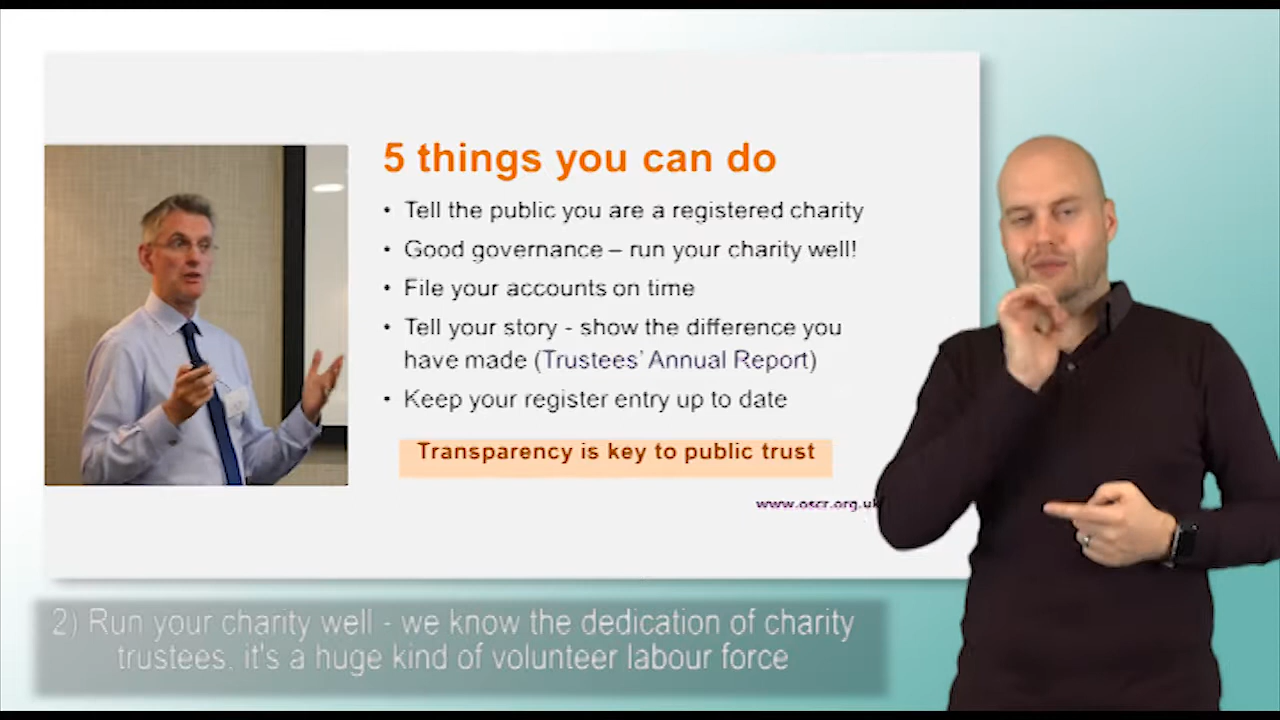 5 things you can do
• Tell the public you are a registered charity
• Good governance – run your charity well!
• File your accounts on time
• Tell your story - show the difference you
have made (Trustees' Annual Report)
• Keep your register entry up to date
Transparency is key to public trust
www.oscr.org.uk
2) Run your charity well - we know the dedication of charity
trustees, it's a huge kind of volunteer labour force